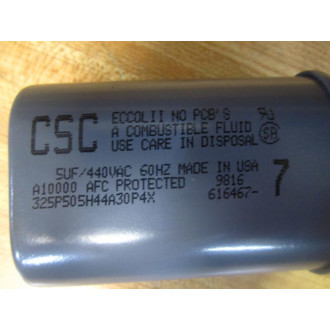 CSC
ECCOLII NO PCB'S
A COMBUSTIBLE FLUID
USE CARE IN DISPOSAL
5UF/440VAC 60HZ MADE IN USA
A10000 AFC PROTECTED 9816
325P505H44A30P4X 616467-
7